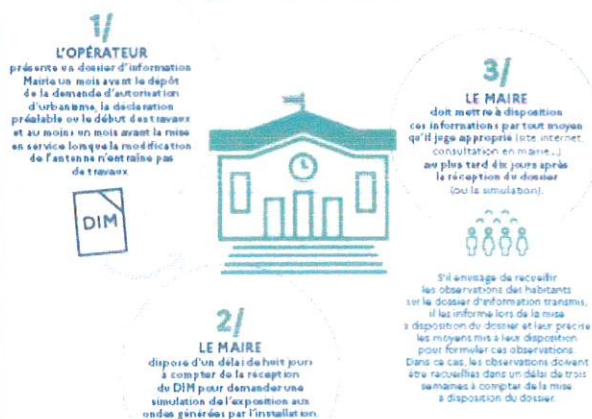 1/
L'OPÉRATEUR
présente un dossier d'information
Mairie un mois avant le dépôt
de la demande d'autorisation
d'urbanisme, la déclaration
préalable ou le début des travaux
et au moins un mois avant la mise
en service lorsque la modification
de l'antenne n'entraîne pas
de travaux
DIM
2/
LE MAIRE
dispose d'un délai de huit jours
à compter de la réception
du DIM pour demander une
simulation de l'exposition aux
ondes générées par l'installation
3/
LE MAIRE
doit mettre à disposition
ces informations par tout moyen
qu'il juge approprié (site internet,
consultation en mairie...)
au plus tard dix jours après
la réception du dossier
(ou la simulation).
S'il envisage de recueillir
les observations des habitants
sur le dossier d'information transmis,
il les informe lors de la mise
à disposition du dossier et leur précise
les moyens mis à leur disposition
pour formuler ces observations.
Dans ce cas, les observations doivent
être recueillies dans un délai de trois
semaines à compter de la mise
à disposition du dossier.